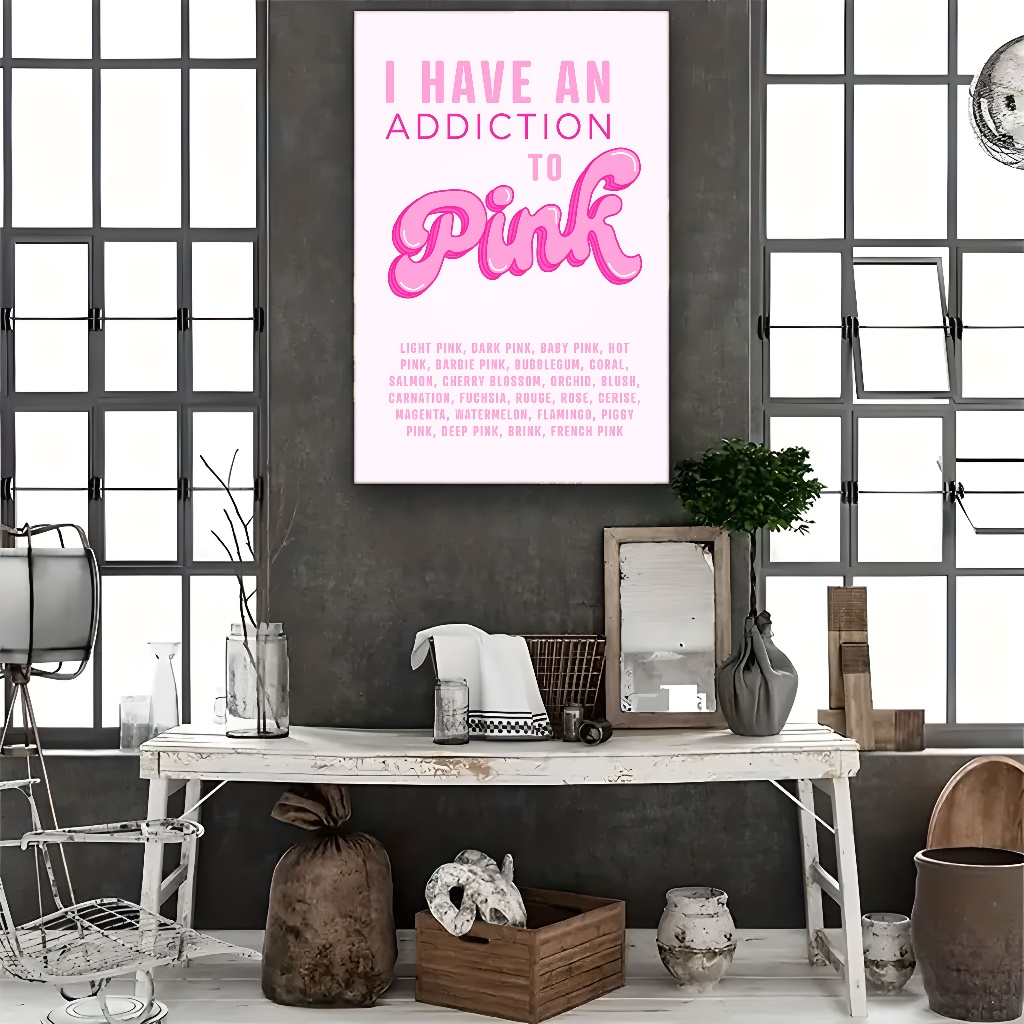 I HAVE AN
ADDICTION
TO
Pink
LIGHT PINK, DARK PINK, BABY PINK, HOT
PINK, BARBIE PINK, BUBBLEGUM, CORAL,
SALMON, CHERRY BLOSSOM, ORCHID, BLUSH,
CARNATION, FUCHSIA, ROUGE, ROSE, CERISE,
MAGENTA, WATERMELON, FLAMINGO, PIGGY
PINK, DEEP PINK, BRINK, FRENCH PINK